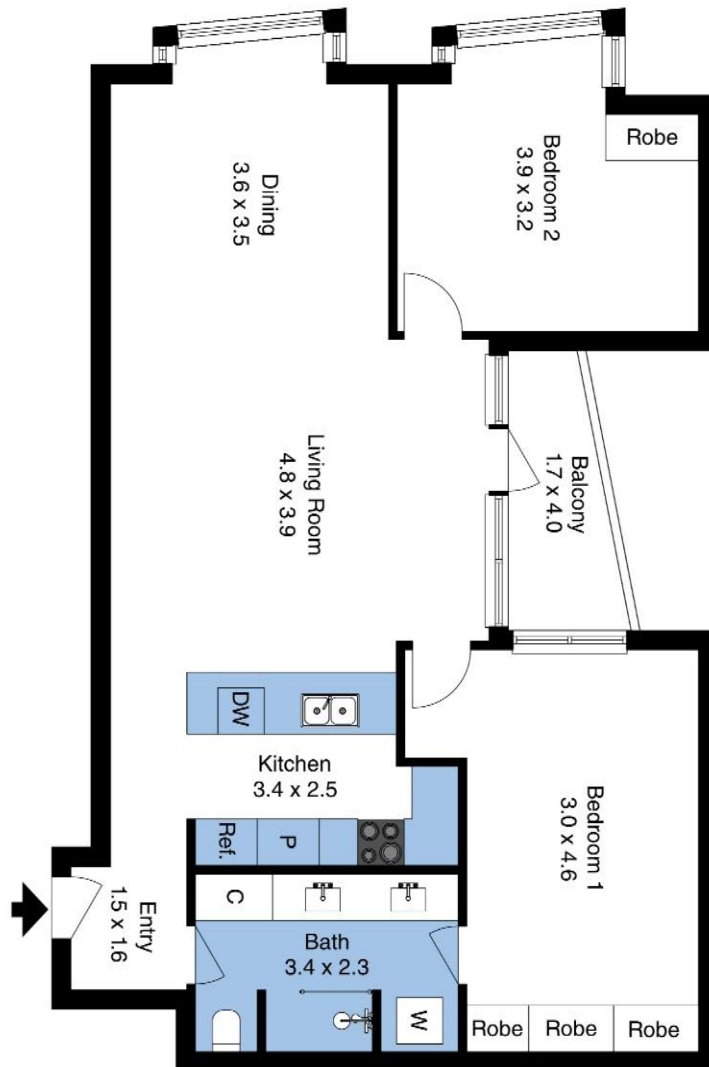 Robe
Bedroom 2
3.9 x 3.2
Dining
3.6 x 3.5
Living Room
4.8 x 3.9
Balcony
1.7 x 4.0
DW
Kitchen
3.4 x 2.5
Ref.
P
Bedroom 1
3.0 x 4.6
Entry
1.5 x 1.6
C
Bath
3.4 x 2.3
W
Robe
Robe
Robe